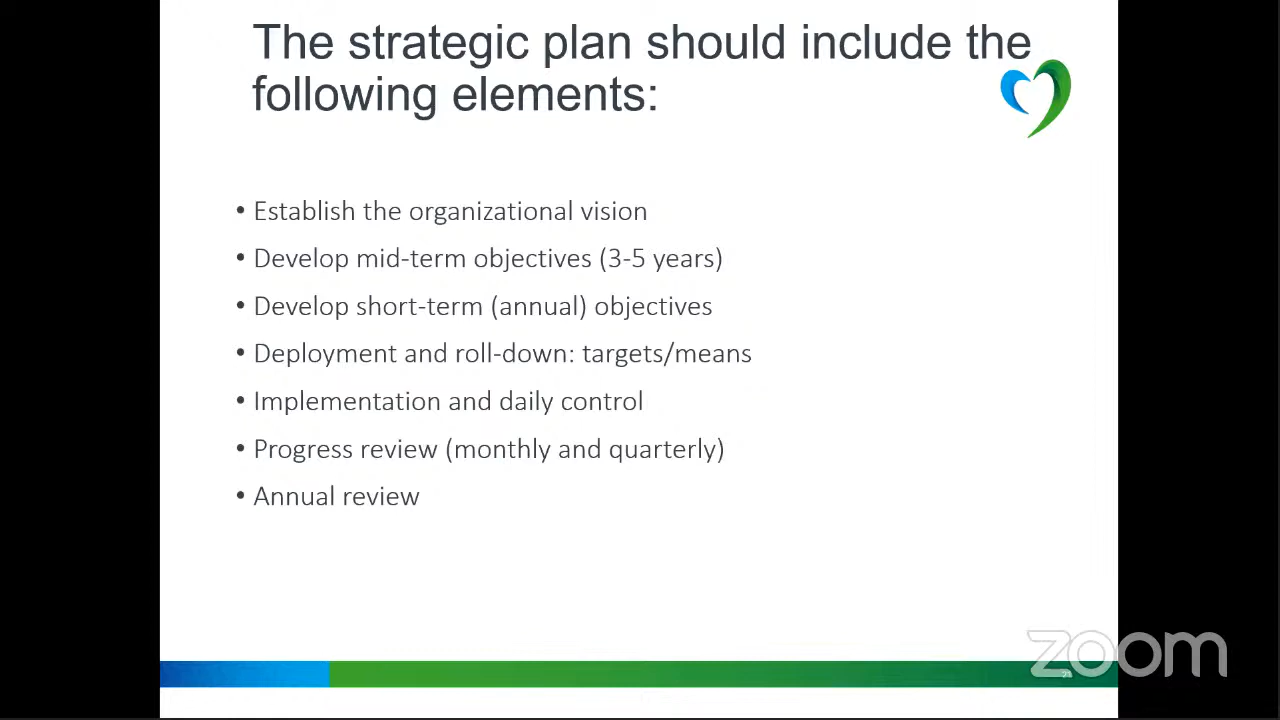 The strategic plan should include the
following elements:
• Establish the organizational vision
• Develop mid-term objectives (3-5 years)
• Develop short-term (annual) objectives
• Deployment and roll-down: targets/means
• Implementation and daily control
• Progress review (monthly and quarterly)
• Annual review
zoom